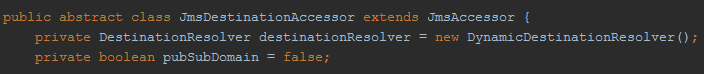 public abstract class JmsDestinationAccessor extends JmsAccessor {
    private DestinationResolver destinationResolver = new DynamicDestinationResolver();
    private boolean pubSubDomain = false;